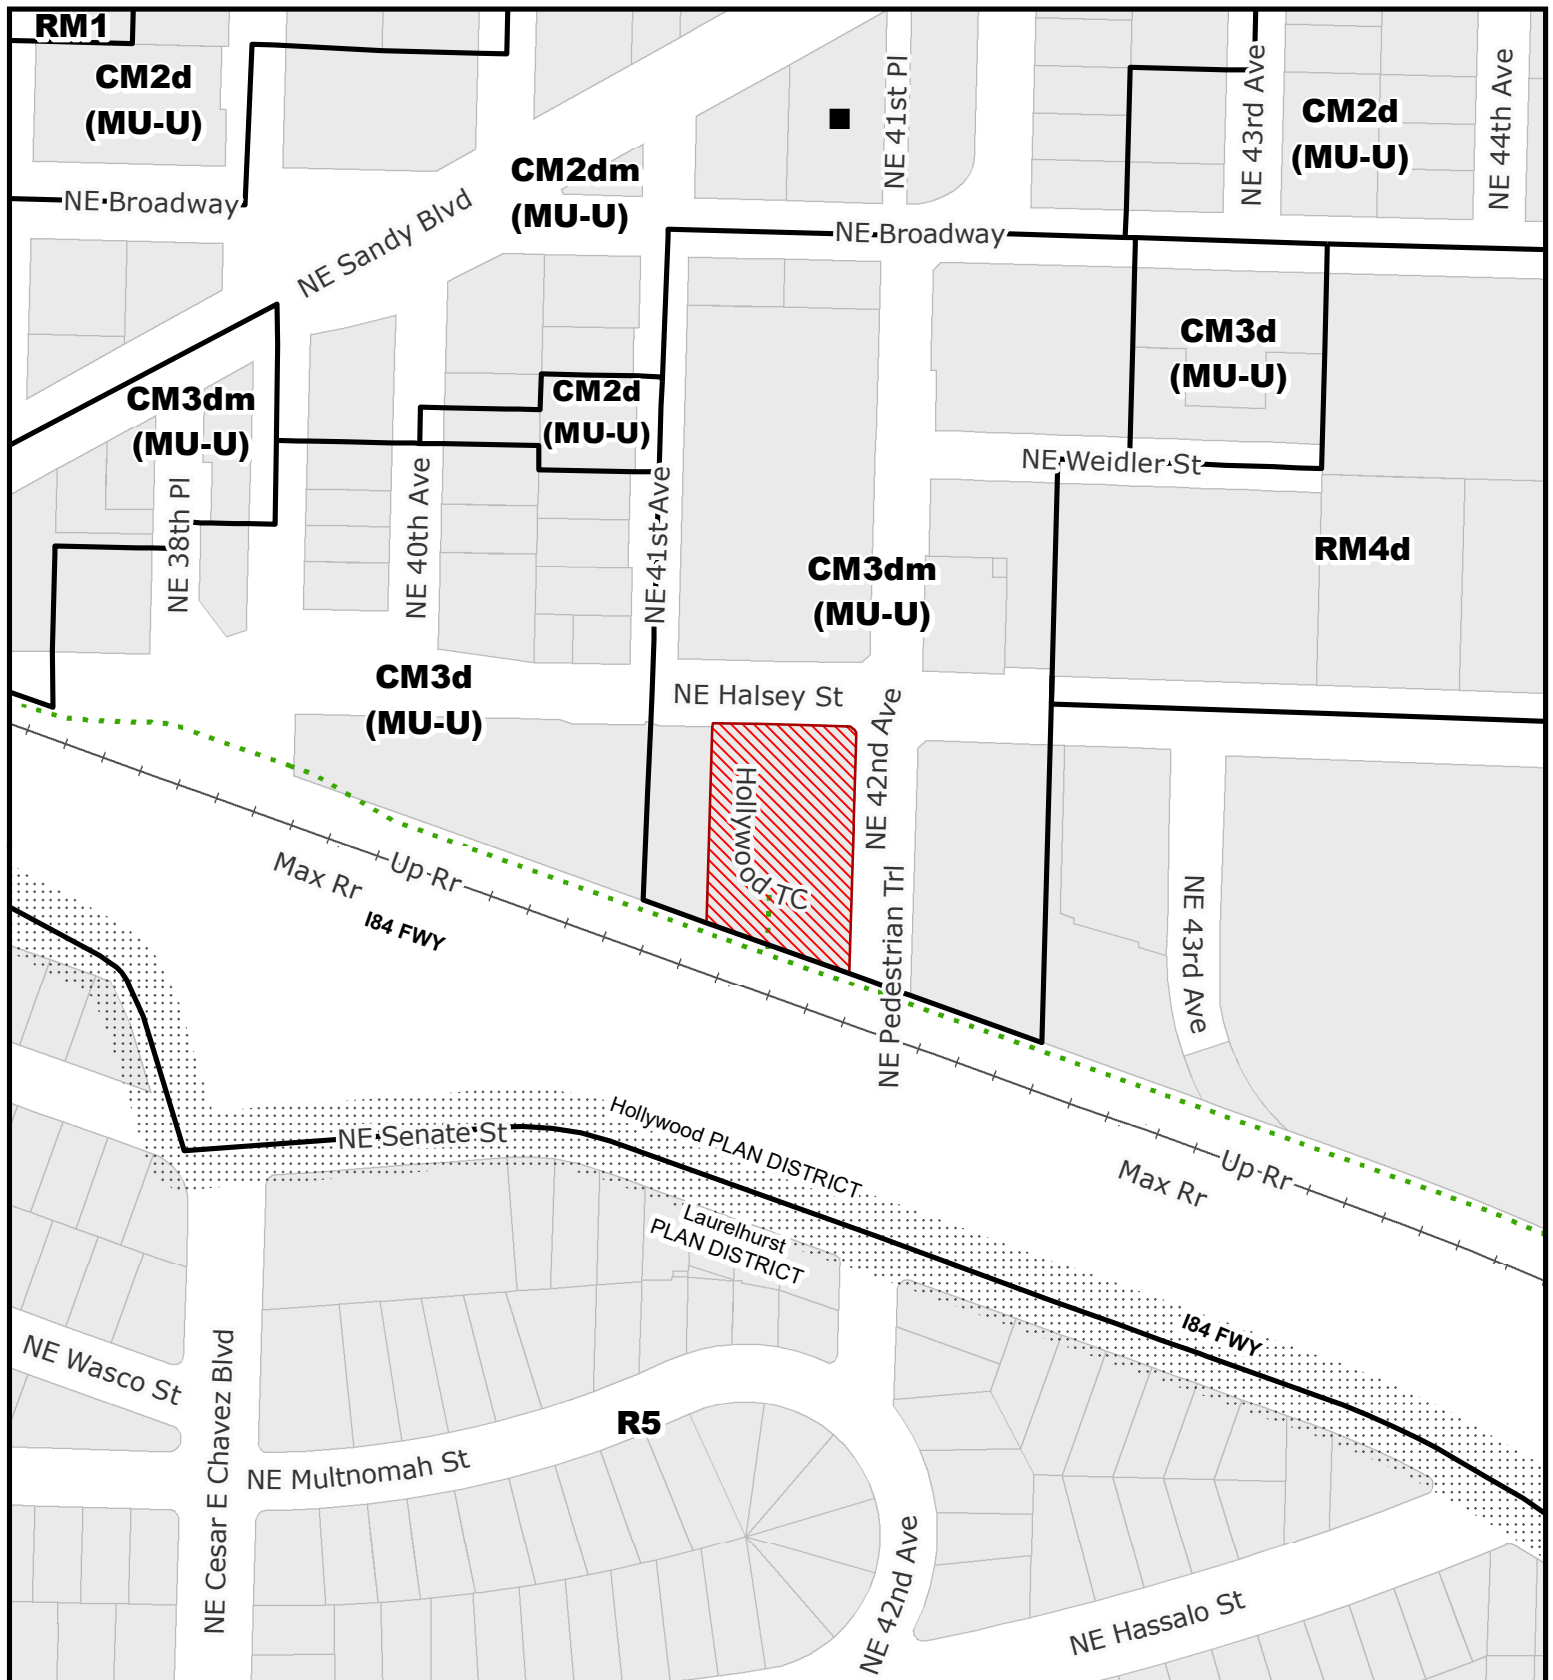 RM1
CM2d
(MU-U)
NE Broadway
NE Sandy Blvd
CM2dm
(MU-U)
NE 41st Pl
NE 43rd Ave
CM2d
(MU-U)
NE 44th Ave
NE Broadway
CM3d
(MU-U)
CM3dm
(MU-U)
CM2d
(MU-U)
NE Weidler St
NE 38th Pl
NE 40th Ave
NE 41st Ave
CM3dm
(MU-U)
RM4d
CM3d
(MU-U)
NE Halsey St
NE 42nd Ave
Hollywood TC
NE Pedestrian Trl
NE 43rd Ave
Up Rr
Max Rr
I84 FWY
NE Senate St
Hollywood PLAN DISTRICT
Laurelhurst
PLAN DISTRICT
Up Rr
Max Rr
I84 FWY
NE Wasco St
NE Cesar E Chavez Blvd
R5
NE Multnomah St
NE 42nd Ave
NE Hassalo St